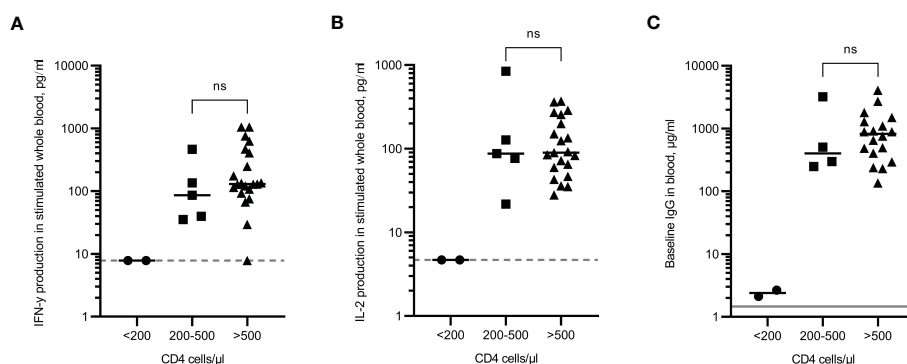 A
IFN-y production in stimulated whole blood, pg/ml
10000
1000
100
10
1
ns
<200
200-500
>500
CD4 cells/µl
B
IL-2 production in stimulated whole blood, pg/ml
1000
100
10
1
ns
<200
200-500
>500
CD4 cells/µl
C
Baseline IgG in blood, µg/ml
10000
1000
100
10
1
ns
<200
200-500
>500
CD4 cells/µl